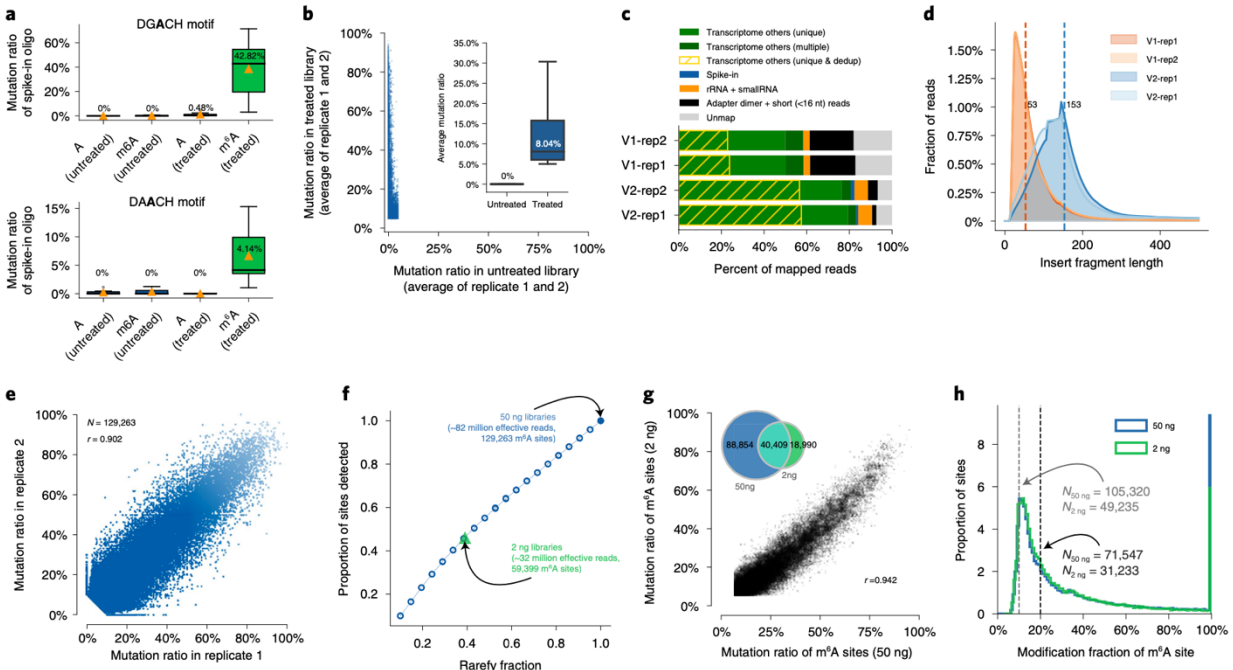 a
DGACH motif
Mutation ratio
of spike-in oligo
60%
40%
20%
0%
0%
0%
0.48%
42.82%
A
(untreated)
m6A
(untreated)
A
(treated)
m⁶A
(treated)
DAACH motif
Mutation ratio
of spike-in oligo
15%
10%
5%
0%
0%
0%
0%
4.14%
A
(untreated)
m6A
(untreated)
A
(treated)
m⁶A
(treated)
b
Mutation ratio in treated library
(average of replicate 1 and 2)
100%
80%
60%
40%
20%
0%
0%
50%
75%
100%
Mutation ratio in untreated library
(average of replicate 1 and 2)
Average mutation ratio
35.0%
30.0%
25.0%
20.0%
15.0%
10.0%
5.0%
0.0%
0%
8.04%
Untreated
Treated
c
Transcriptome others (unique)
Transcriptome others (multiple)
Transcriptome others (unique & dedup)
Spike-in
rRNA + smallRNA
Adapter dimer + short (<16 nt) reads
Unmap
V1-rep2
V1-rep1
V2-rep2
V2-rep1
0%
20%
40%
60%
80%
100%
Percent of mapped reads
d
Fraction of reads
1.50%
1.25%
1.00%
0.75%
0.50%
0.25%
0.00%
53
153
V1-rep1
V1-rep2
V2-rep1
V2-rep1
0
200
400
Insert fragment length
e
Mutation ratio in replicate 2
100%
80%
60%
40%
20%
0%
N = 129,263
r = 0.902
0%
20%
40%
60%
80%
100%
Mutation ratio in replicate 1
f
Proportion of sites detected
1.0
0.8
0.6
0.4
0.2
50 ng libraries
(~82 million effective reads,
129,263 m⁶A sites)
2 ng libraries
(~32 million effective reads,
59,399 m⁶A sites)
0.2
0.4
0.6
0.8
1.0
Rarefy fraction
g
Mutation ratio of m⁶A sites (2 ng)
100%
80%
60%
40%
20%
0%
88,854
40,409
18,990
50ng
2ng
r=0.942
0%
25%
50%
75%
100%
Mutation ratio of m⁶A sites (50 ng)
h
Proportion of sites
8
6
4
2
0
50 ng
2 ng
N50 ng = 105,320
N2 ng = 49,235
N50 ng = 71,547
N2 ng = 31,233
0%
20%
40%
60%
80%
100%
Modification fraction of m⁶A site